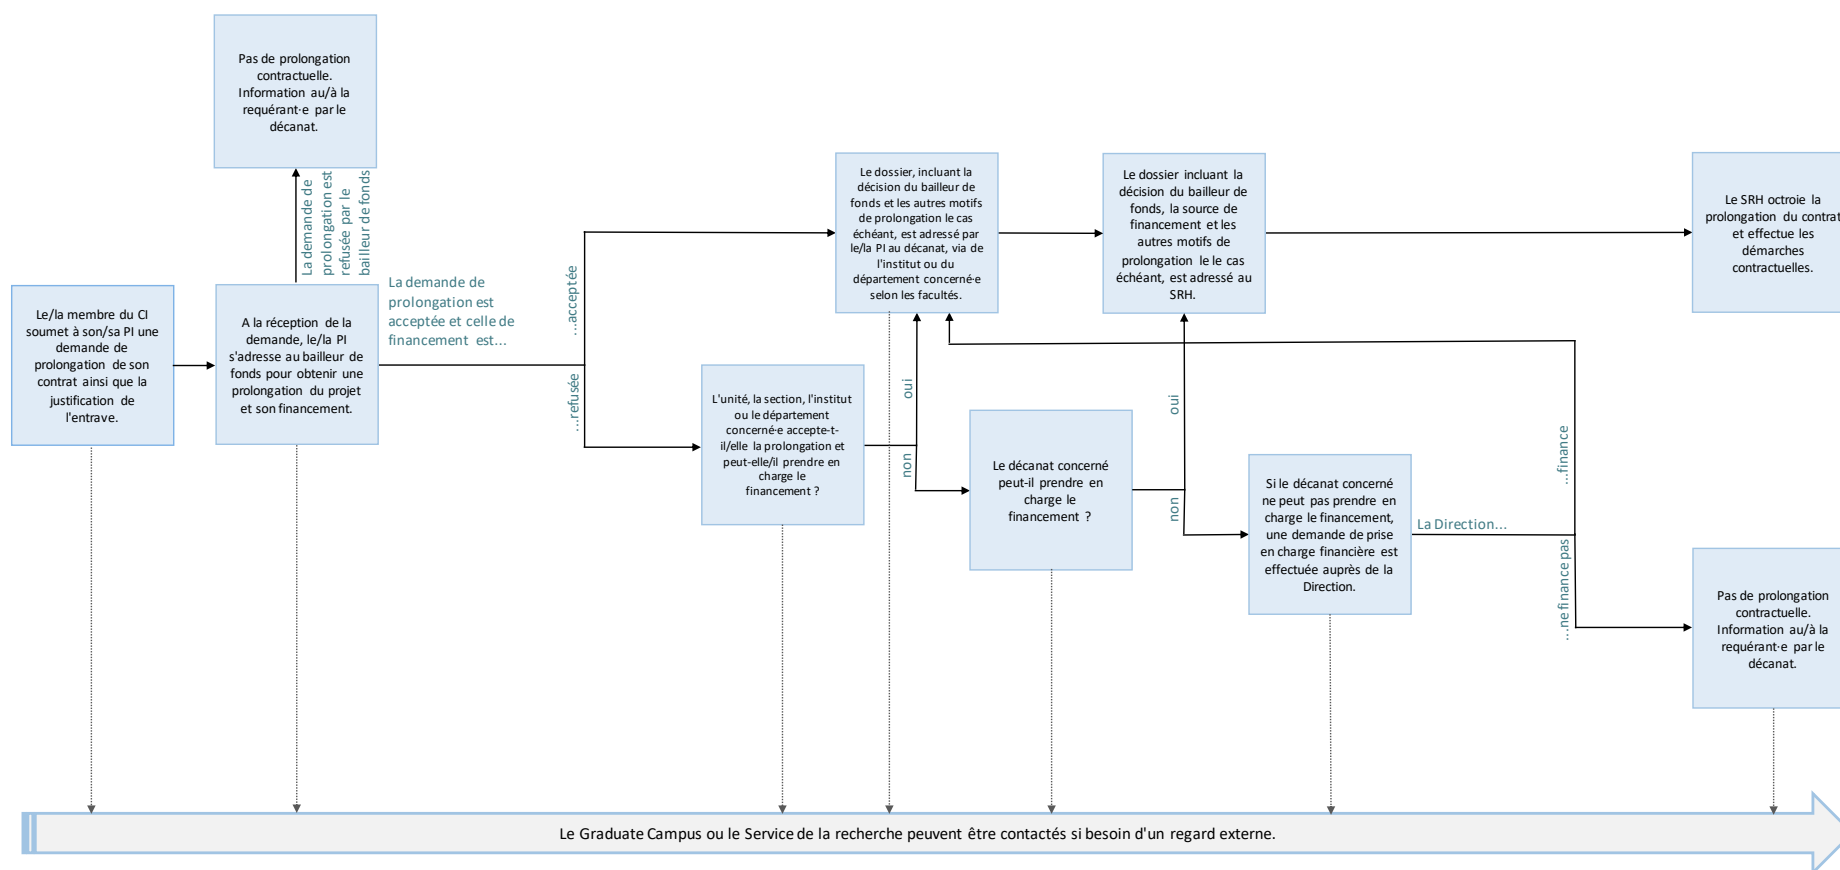 Pas de prolongation
contractuelle.
Information au/à la
requérant·e par le
décanat.
La demande de
prolongation est
refusée par le
bailleur de fonds
Le/la membre du CI
soumet à son/sa PI une
demande de
prolongation de son
contrat ainsi que la
justification de
l'entrave.
A la réception de la
demande, le/la PI
s'adresse au bailleur de
fonds pour obtenir une
prolongation du projet
et son financement.
La demande de
prolongation est
acceptée et celle de
financement est...
...acceptée
...refusée
Le dossier, incluant la
décision du bailleur de
fonds et les autres motifs
de prolongation le cas
échéant, est adressé par
le/la PI au décanat, via de
l'institut ou du
département concerné·e
selon les facultés.
Le dossier incluant la
décision du bailleur de
fonds, la source de
financement et les
autres motifs de
prolongation le le cas
échéant, est adressé au
SRH.
Le SRH octroie la
prolongation du contrat
et effectue les
démarches
contractuelles.
L'unité, la section, l'institut
ou le département
concerné·e accepte-t-
il/elle la prolongation et
peut-elle/il prendre en
charge le
financement ?
oui
non
Le décanat concerné
peut-il prendre en
charge le
financement ?
oui
non
Si le décanat concerné
ne peut pas prendre en
charge le financement,
une demande de prise
en charge financière est
effectuée auprès de la
Direction.
La Direction...
...finance
...ne finance pas
Pas de prolongation
contractuelle.
Information au/à la
requérant·e par le
décanat.
Le Graduate Campus ou le Service de la recherche peuvent être contactés si besoin d'un regard externe.